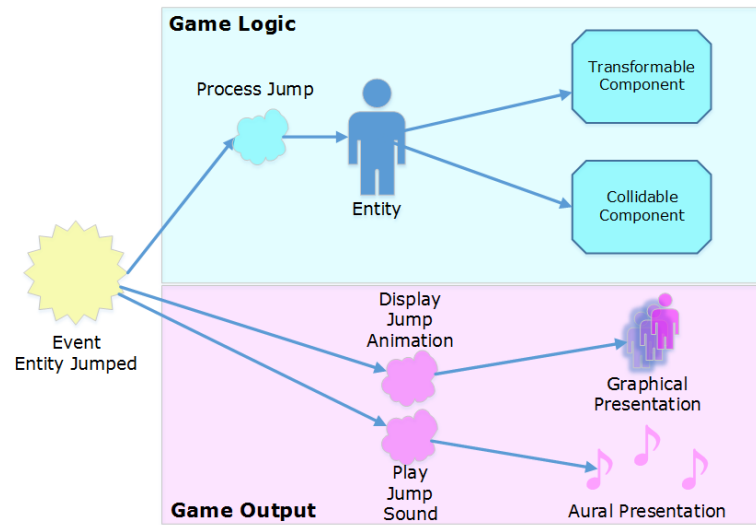 Game Logic
Process Jump
Entity
Transformable
Component
Collidable
Component
Event
Entity Jumped
Display
Jump
Animation
Graphical
Presentation
Play
Jump
Sound
Aural Presentation
Game Output